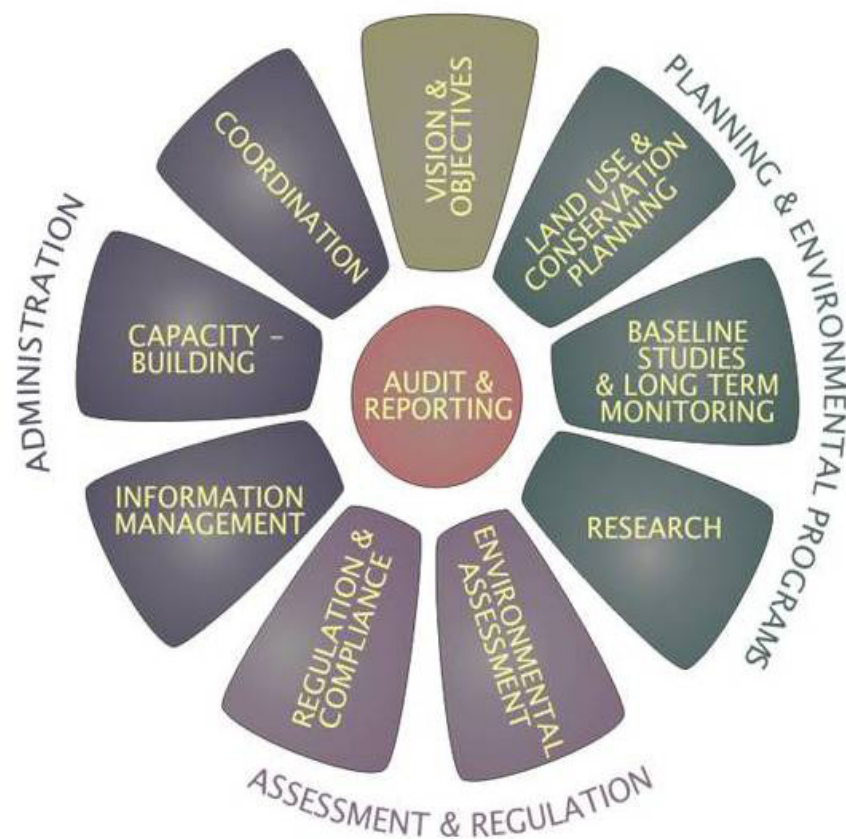 VISION &
OBJECTIVES
LAND USE &
CONSERVATION
PLANNING
BASELINE
STUDIES
& LONG TERM
MONITORING
RESEARCH
ENVIRONMENTAL
ASSESSMENT
REGULATION &
COMPLIANCE
INFORMATION
MANAGEMENT
CAPACITY –
BUILDING
COORDINATION
AUDIT &
REPORTING
PLANNING & ENVIRONMENTAL PROGRAMS
ASSESSMENT & REGULATION
ADMINISTRATION